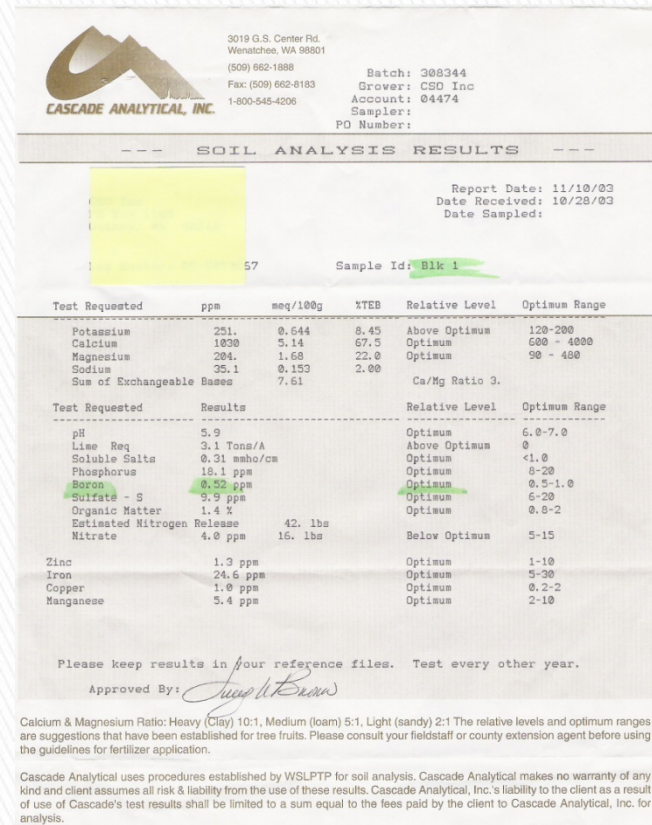 3019 G.S. Center Rd.
Wenatchee, WA 98801
(509) 662-1888
Fax: (509) 662-8183
1-800-545-4206
CASCADE ANALYTICAL, INC.
Batch: 308344
Grower: CSO Inc
Account: 04474
Sampler:
PO Number:
--- SOIL ANALYSIS RESULTS ---
Report Date: 11/10/03
Date Received: 10/28/03
Date Sampled:
67 Sample Id: Blk 1
Test Requested ppm meq/100g %TEB Relative Level Optimum Range
Potassium 251. 0.644 8.45 Above Optimum 120-200
Calcium 1030 5.14 67.5 Optimum 600 - 4000
Magnesium 204. 1.68 22.0 Optimum 90 - 480
Sodium 35.1 0.153 2.00
Sum of Exchangeable Bases 7.61 Ca/Mg Ratio 3.
Test Requested Results Relative Level Optimum Range
pH 5.9 Optimum 6.0-7.0
Lime Req 3.1 Tons/A Above Optimum 0
Soluble Salts 0.31 mmho/cm Optimum <1.0
Phosphorus 18.1 ppm Optimum 8-20
Boron 0.52 ppm Optimum 0.5-1.0
Sulfate - S 9.9 ppm Optimum 6-20
Organic Matter 1.4 % Optimum 0.8-2
Estimated Nitrogen Release 42. lbs
Nitrate 4.0 ppm 16. lbs Below Optimum 5-15
Zinc 1.3 ppm Optimum 1-10
Iron 24.6 ppm Optimum 5-30
Copper 1.0 ppm Optimum 0.2-2
Manganese 5.4 ppm Optimum 2-10
Please keep results in your reference files. Test every other year.
Approved By:
Calcium & Magnesium Ratio: Heavy (Clay) 10:1, Medium (loam) 5:1, Light (sandy) 2:1 The relative levels and optimum ranges
are suggestions that have been established for tree fruits. Please consult your fieldstaff or county extension agent before using
the guidelines for fertilizer application.
Cascade Analytical uses procedures established by WSLPTP for soil analysis. Cascade Analytical makes no warranty of any
kind and client assumes all risk & liability from the use of these results. Cascade Analytical, Inc.'s liability to the client as a result
of use of Cascade's test results shall be limited to a sum equal to the fees paid by the client to Cascade Analytical, Inc. for
analysis.